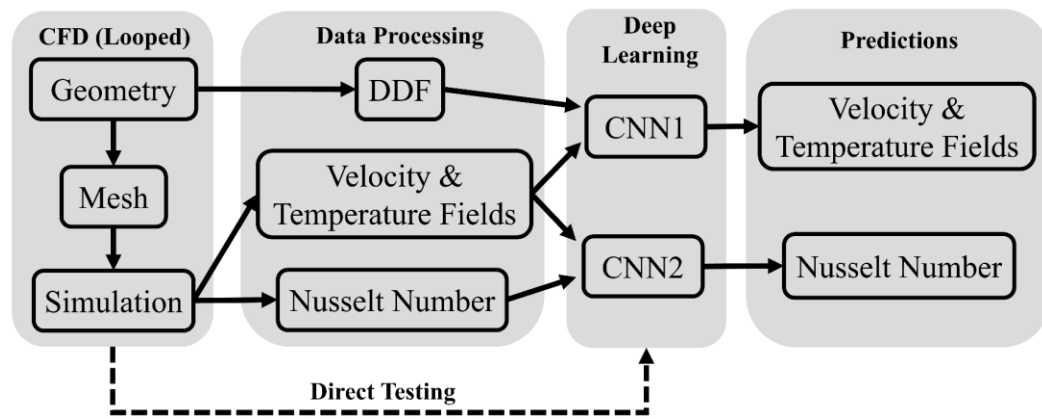 CFD (Looped)
Geometry
Mesh
Simulation
Data Processing
DDF
Velocity &
Temperature Fields
Nusselt Number
Deep
Learning
CNN1
CNN2
Predictions
Velocity &
Temperature Fields
Nusselt Number
Direct Testing